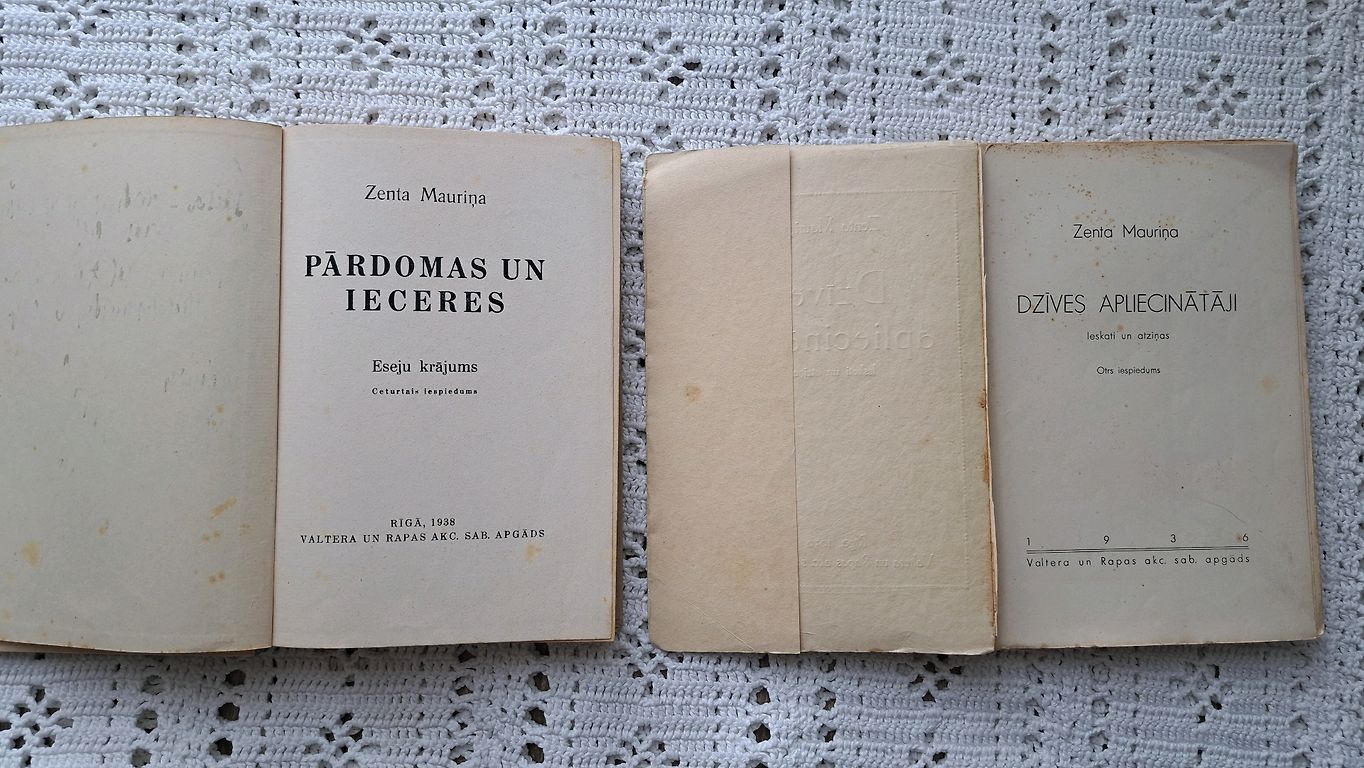 Zenta Mauriņa
PĀRDOMAS UN
IECERES
Eseju krājums
Ceturtais iespiedums
RĪGĀ, 1938
VALTERA UN RAPAS AKC. SAB. APGĀDS
Zenta Mauriņa
DZĪVES APLIECINĀTĀJI
Ieskati un atziņas
Otrs iespiedums
1 9 3 6
Valtera un Rapas akc. sab. apgāds